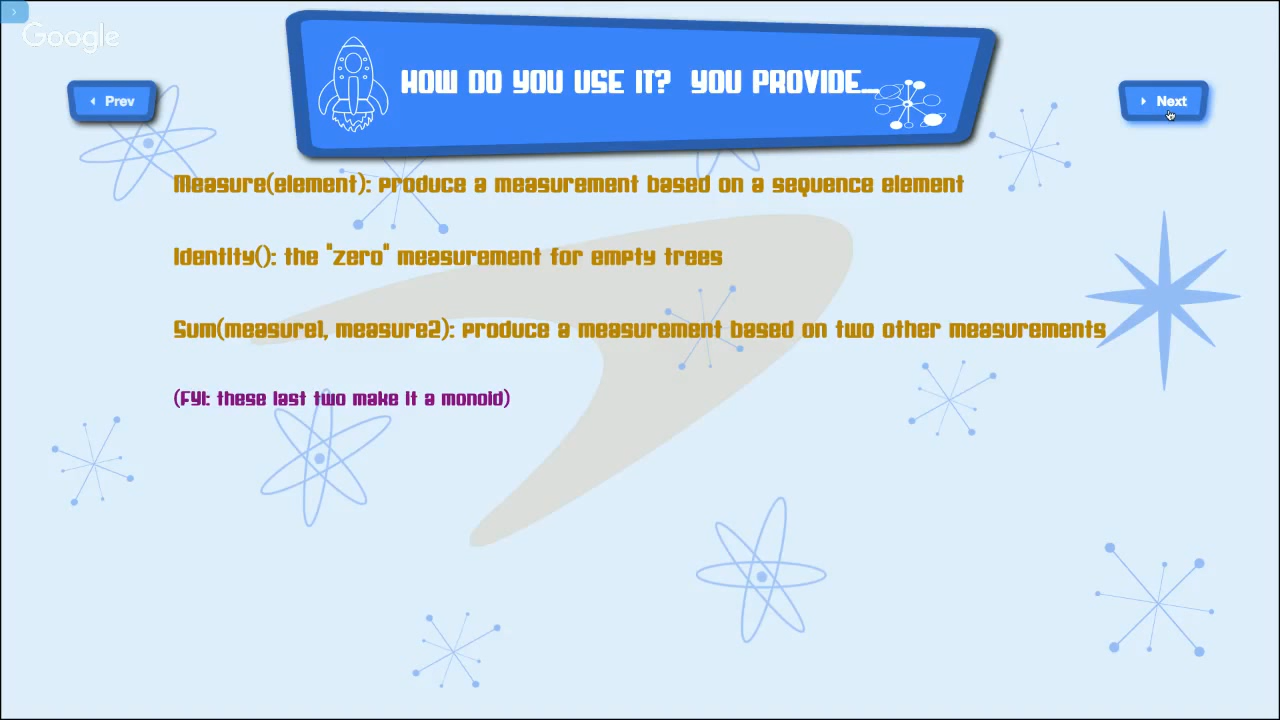 Google
HOW DO YOU USE IT? YOU PROVIDE...
Prev
Next
Measure(element): produce a measurement based on a sequence element
Identity(): the "zero" measurement for empty trees
Sum(measure1, measure2): produce a measurement based on two other measurements
(FYI: these last two make it a monoid)